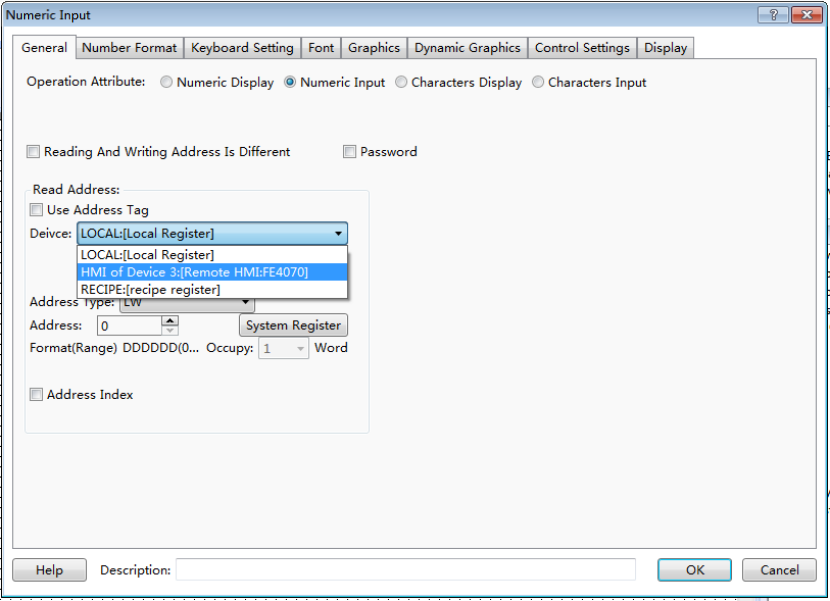 Numeric Input
General Number Format Keyboard Setting Font Graphics Dynamic Graphics Control Settings Display
Operation Attribute: Numeric Display Numeric Input Characters Display Characters Input
Reading And Writing Address Is Different Password
Read Address:
Use Address Tag
Deivce: LOCAL:[Local Register]
LOCAL:[Local Register]
HMI of Device 3:[Remote HMI:FE4070]
RECIPE:[recipe register]
Address Type: LW
Address: 0 System Register
Format(Range) DDDDDD(0... Occupy: 1 Word
Address Index
Help Description: OK Cancel